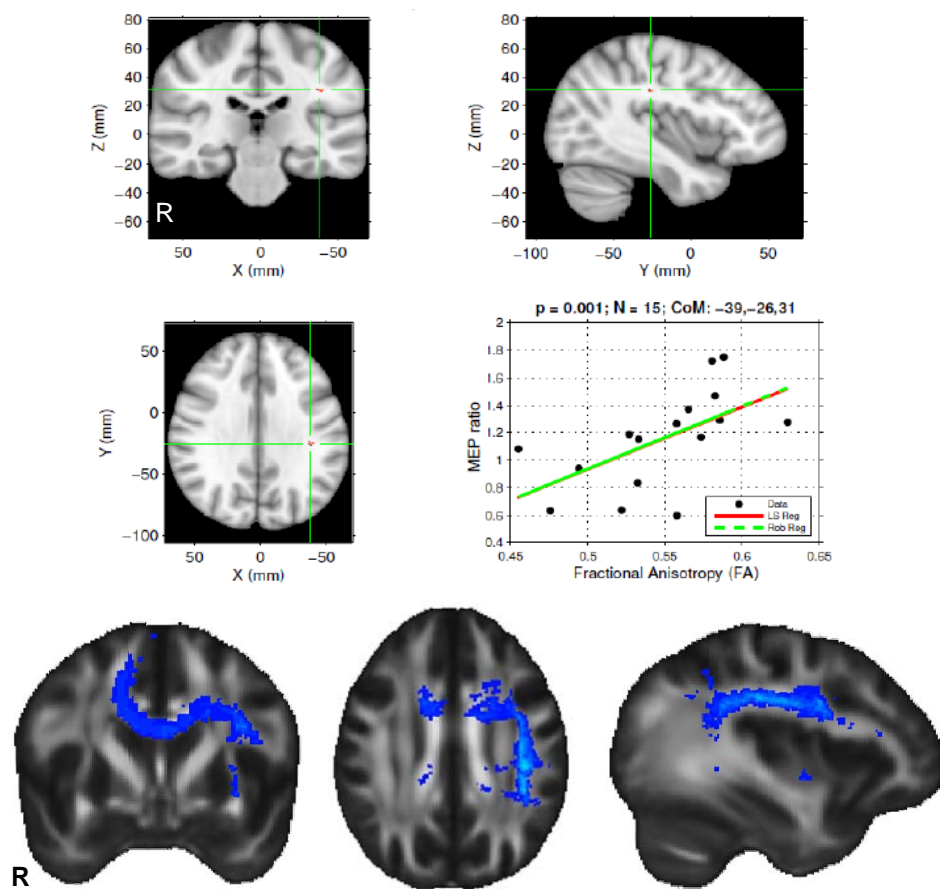 80
60
40
20
0
−20
−40
−60
Z (mm)
R
50 0 −50
X (mm)
80
60
40
20
0
−20
−40
−60
Z (mm)
−100 −50 0 50
Y (mm)
50
0
−50
−100
Y (mm)
50 0 −50
X (mm)
p = 0.001; N = 15; CoM: −39,−26,31
2
1.8
1.6
1.4
1.2
1
0.8
0.6
0.4
MEP ratio
Data
LS Reg
Rob Reg
0.45 0.5 0.55 0.6 0.65
Fractional Anisotropy (FA)
R